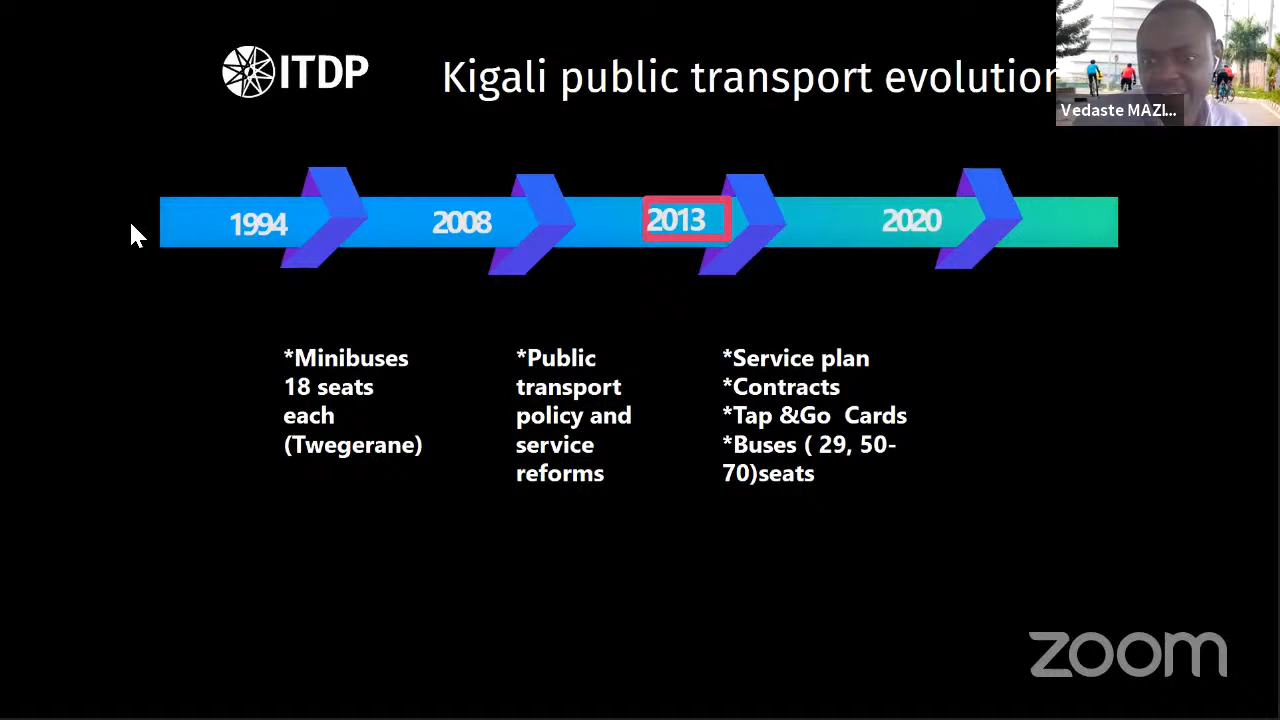 ITDP
Kigali public transport evolution
Vedaste MAZI...
1994
2008
2013
2020
*Minibuses
18 seats
each
(Twegerane)
*Public
transport
policy and
service
reforms
*Service plan
*Contracts
*Tap &Go Cards
*Buses ( 29, 50-
70)seats
zoom